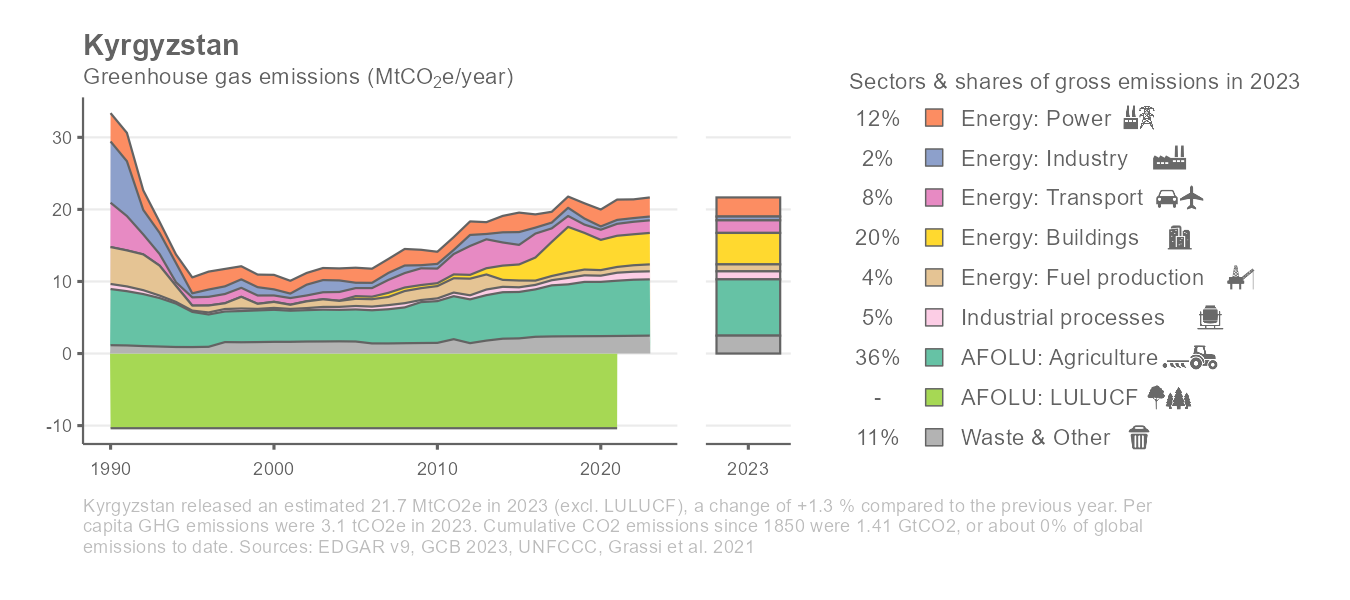 Kyrgyzstan
Greenhouse gas emissions (MtCO₂e/year)
Sectors & shares of gross emissions in 2023
12% Energy: Power
2% Energy: Industry
8% Energy: Transport
20% Energy: Buildings
4% Energy: Fuel production
5% Industrial processes
36% AFOLU: Agriculture
- AFOLU: LULUCF
11% Waste & Other
30
20
10
0
-10
1990 2000 2010 2020 2023
Kyrgyzstan released an estimated 21.7 MtCO2e in 2023 (excl. LULUCF), a change of +1.3 % compared to the previous year. Per
capita GHG emissions were 3.1 tCO2e in 2023. Cumulative CO2 emissions since 1850 were 1.41 GtCO2, or about 0% of global
emissions to date. Sources: EDGAR v9, GCB 2023, UNFCCC, Grassi et al. 2021